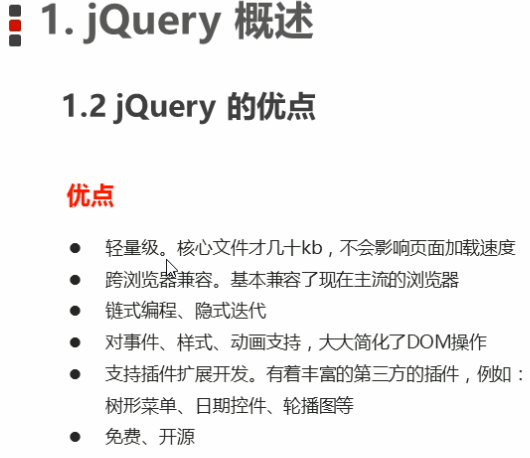 1. jQuery 概述
1.2 jQuery 的优点
优点
● 轻量级。核心文件才几十kb，不会影响页面加载速度
● 跨浏览器兼容。基本兼容了现在主流的浏览器
● 链式编程、隐式迭代
● 对事件、样式、动画支持，大大简化了DOM操作
● 支持插件扩展开发。有着丰富的第三方的插件，例如：
树形菜单、日期控件、轮播图等
● 免费、开源